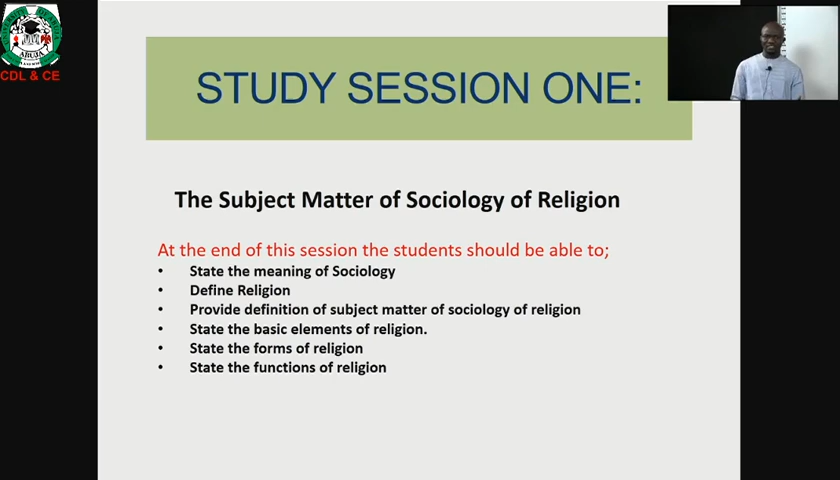 ABUJA
CDL & CE
STUDY SESSION ONE:
The Subject Matter of Sociology of Religion
At the end of this session the students should be able to;
• State the meaning of Sociology
• Define Religion
• Provide definition of subject matter of sociology of religion
• State the basic elements of religion.
• State the forms of religion
• State the functions of religion